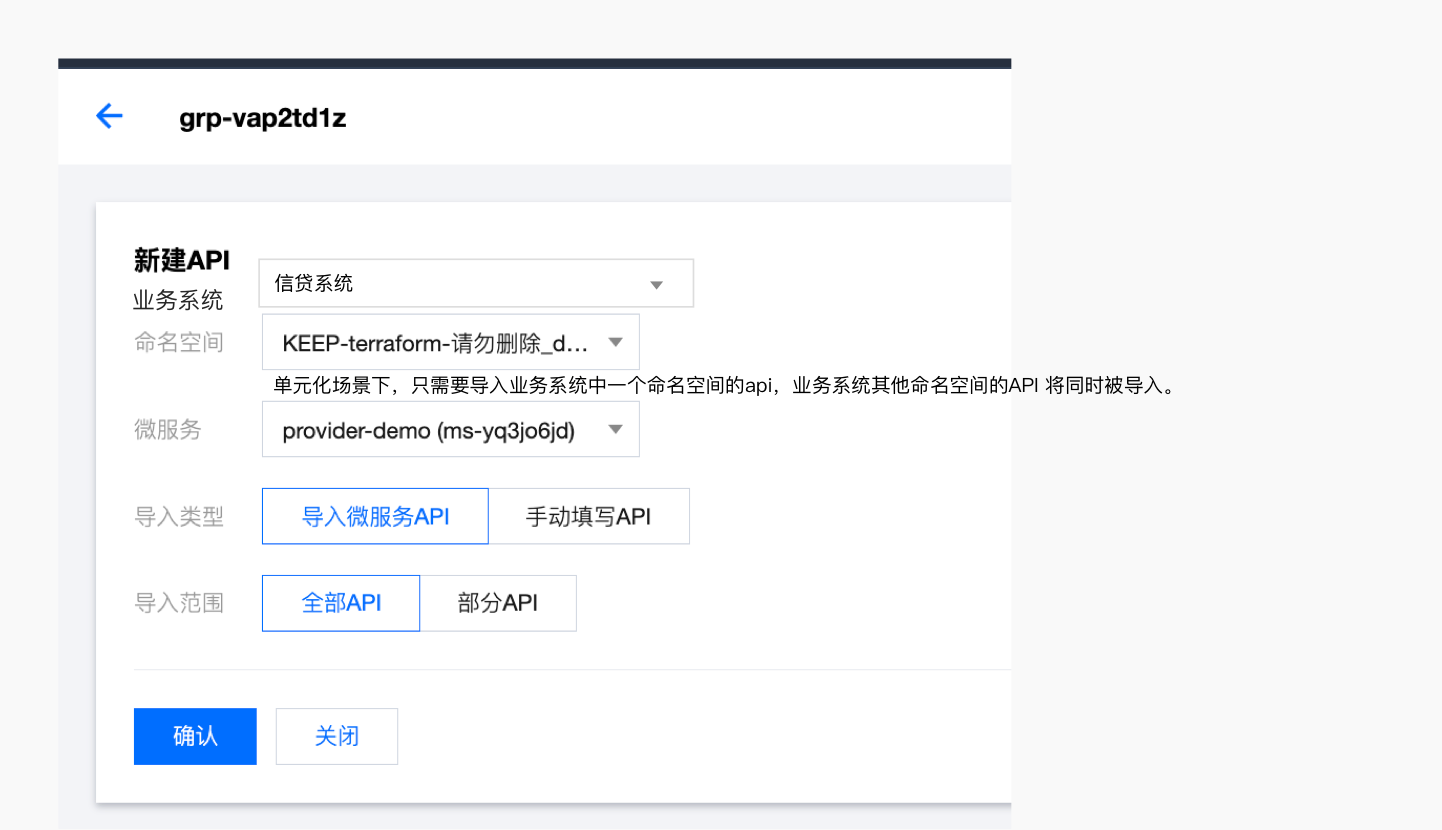 grp-vap2td1z
新建API
业务系统 信贷系统
命名空间 KEEP-terraform-请勿删除_d...
单元化场景下，只需要导入业务系统中一个命名空间的api，业务系统其他命名空间的API 将同时被导入。
微服务 provider-demo (ms-yq3jo6jd)
导入类型 导入微服务API 手动填写API
导入范围 全部API 部分API
确认 关闭